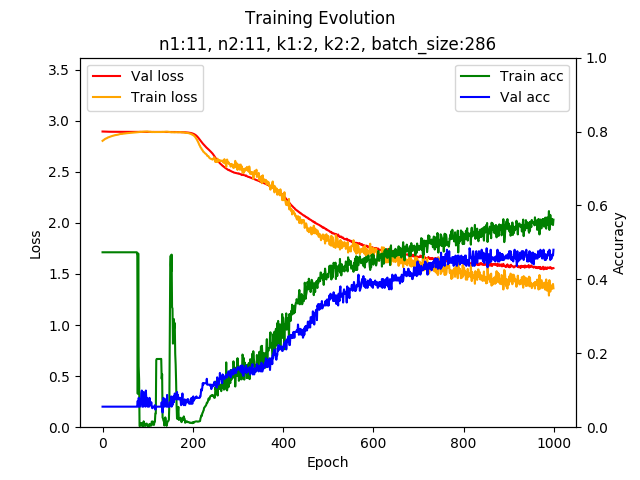 Training Evolution
n1:11, n2:11, k1:2, k2:2, batch_size:286
Val loss
Train loss
Train acc
Val acc
Loss
3.5
3.0
2.5
2.0
1.5
1.0
0.5
0.0
1.0
0.8
0.6
0.4
0.2
0.0
Accuracy
0
200
400
600
800
1000
Epoch